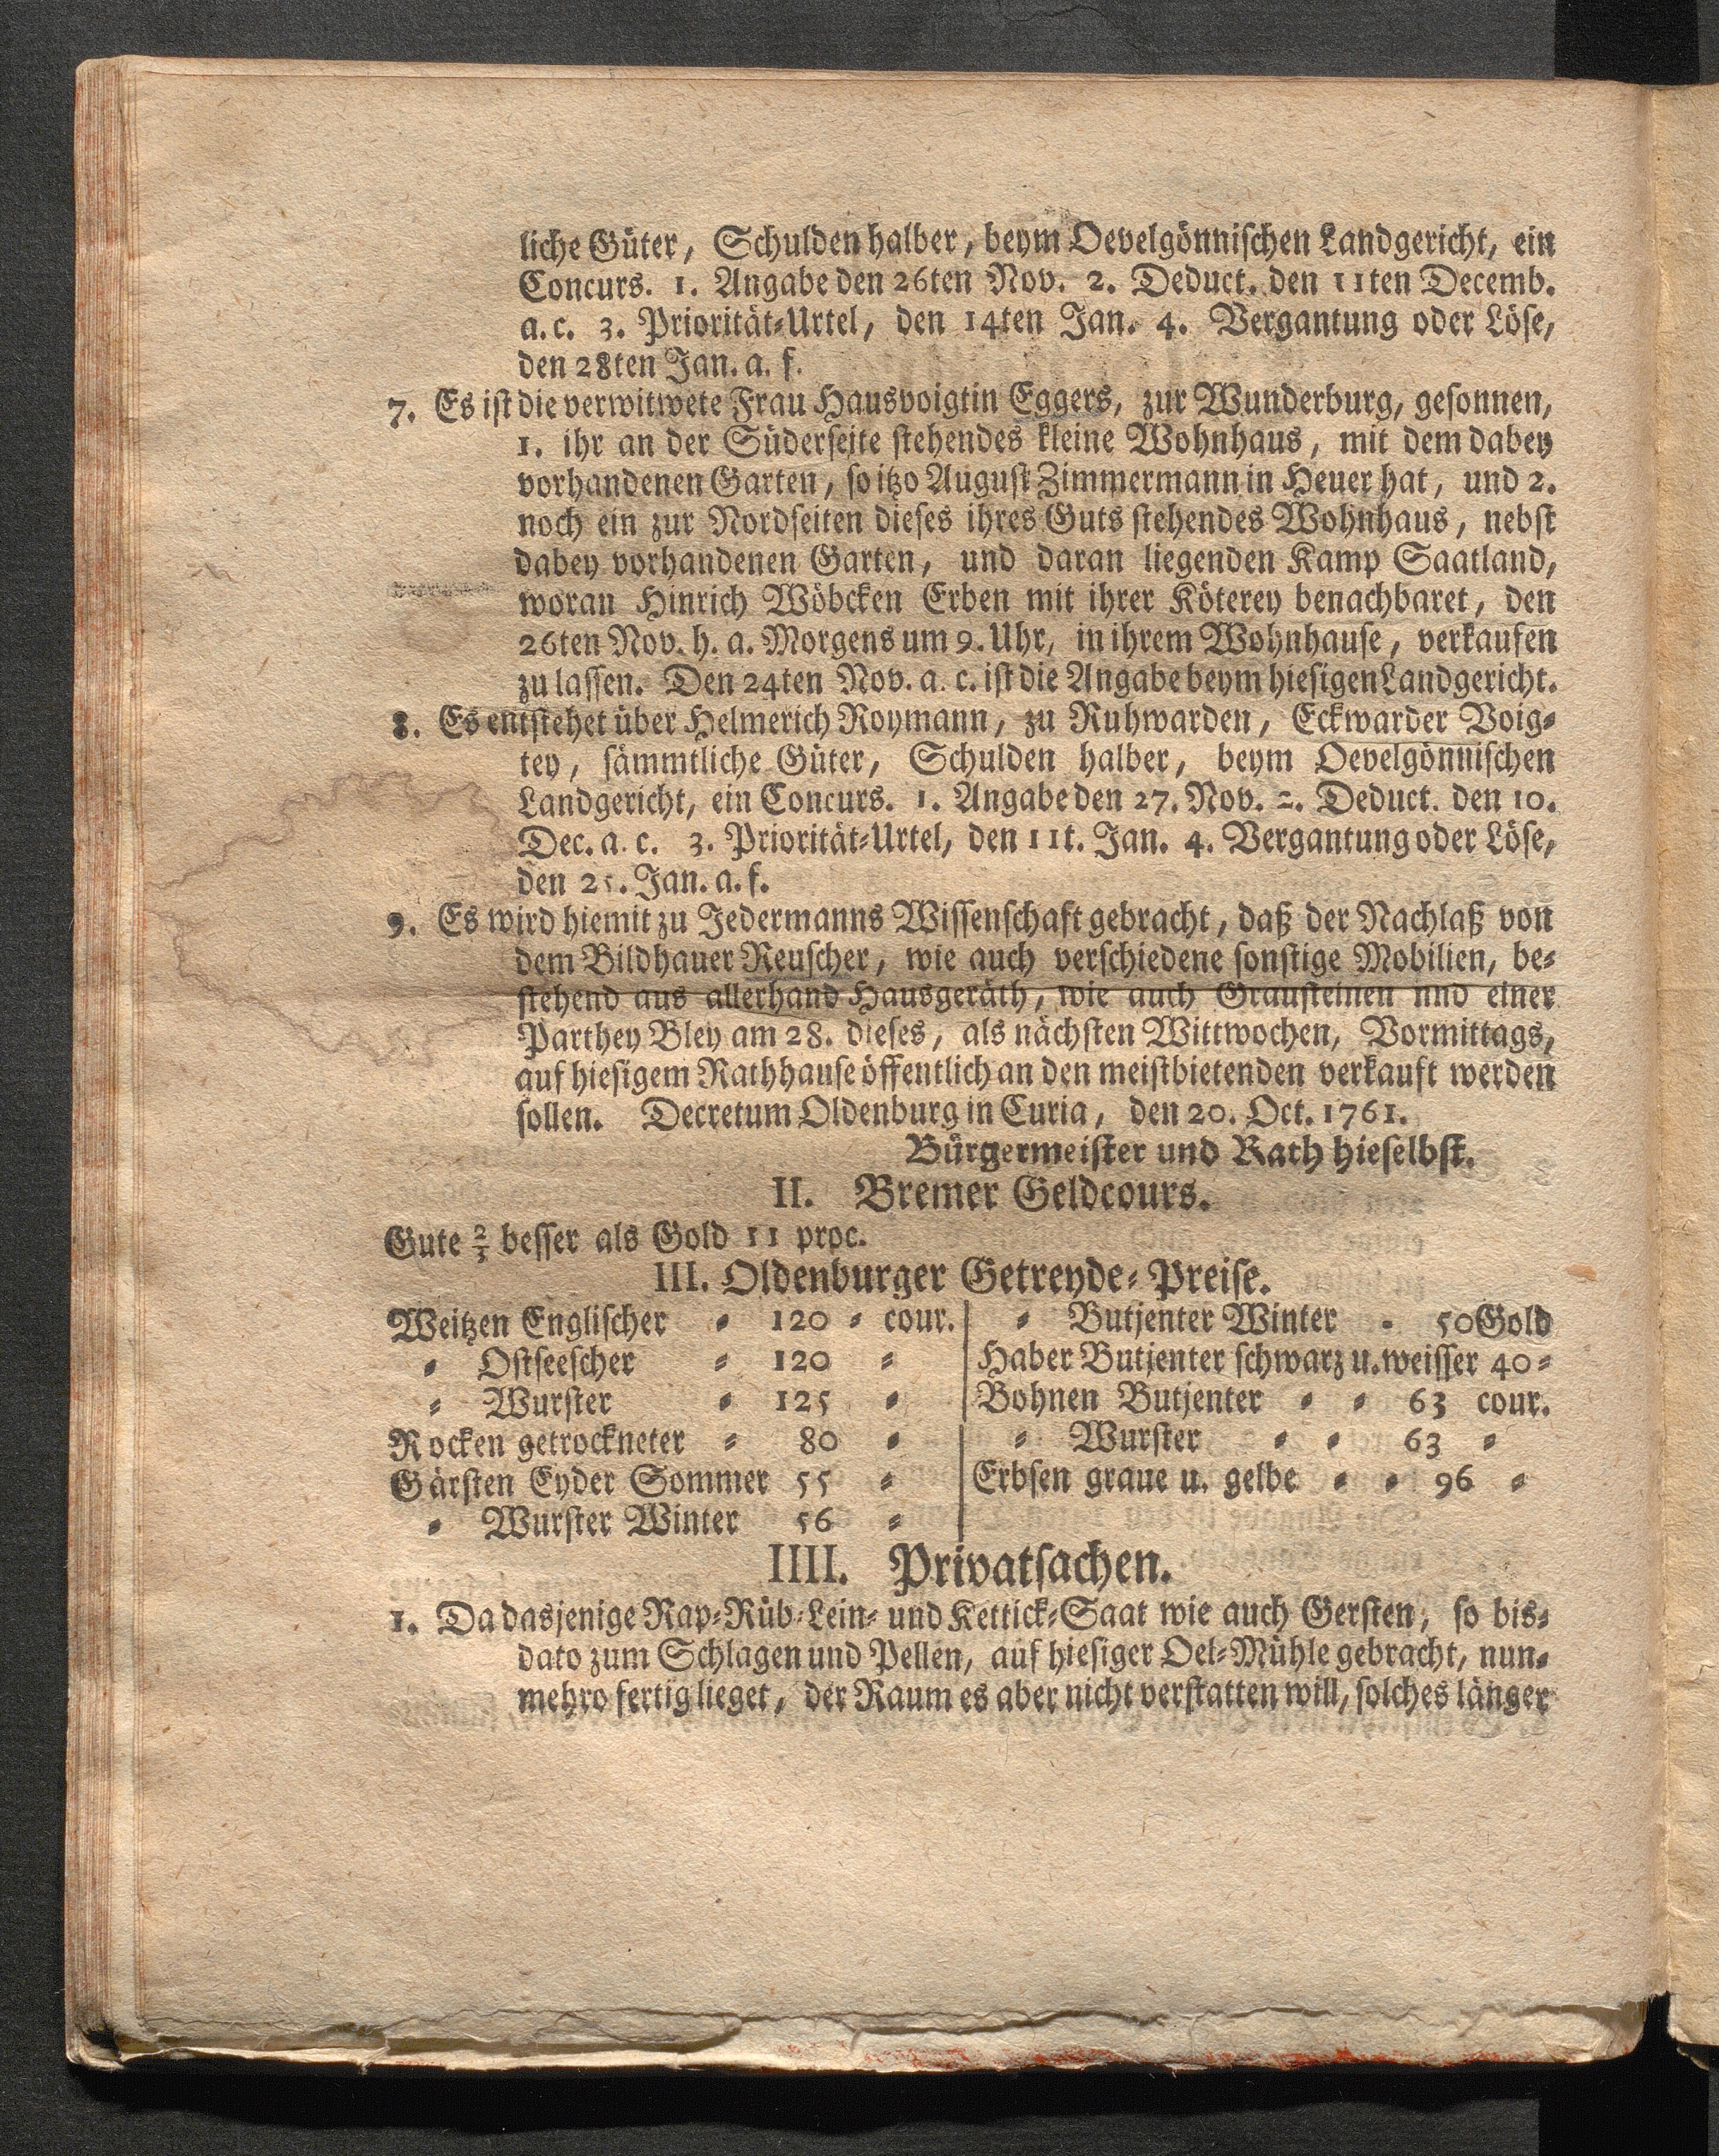 liche Güter, Schulden halber, beym Oevelgönnischen Landgericht, ein
Concurs. 1. Angabe den 26ten Nov. 2. Deduct. den 11ten Decemb.
a. c. 3. Priorität-Urtel, den 14ten Jan. 4. Vergantung oder Löse,
den 28ten Jan. a. f.
7. Es ist die verwitwete Frau Hausvoigtin Eggers, zur Wunderburg, gesonnen,
1. ihr an der Süderseite stehendes kleine Wohnhaus, mit dem dabey
vorhandenen Garten, so itzo August Zimmermann in Heuer hat, und 2.
noch ein zur Nordseiten dieses ihres Guts stehendes Wohnhaus, nebst
dabey vorhandenen Garten, und daran liegenden Kamp Saatland,
woran Hinrich Wöbcken Erben mit ihrer Köterey benachbaret, den
26ten Nov. h. a. Morgens um 9. Uhr, in ihrem Wohnhause, verkaufen
zu lassen. Den 24ten Nov. a. c. ist die Angabe beym hiesigen Landgericht.
8. Es entstehet über Helmerich Roymann, zu Ruhwarden, Eckwarder Voig-
tey, sämmtliche Güter, Schulden halber, beym Oevelgönnischen
Landgericht, ein Concurs. 1. Angabe den 27. Nov. 2. Deduct. den 10.
Dec. a. c. 3. Priorität-Urtel, den 11t. Jan. 4. Vergantung oder Löse,
den 25. Jan. a. f.
9. Es wird hiemit zu Jedermanns Wissenschaft gebracht, daß der Nachlaß von
dem Bildhauer Reuscher, wie auch verschiedene sonstige Mobilien, be-
stehend aus allerhand Hausgeräth, wie auch Grausteinen nnd einer
Parthey Bley am 28. dieses, als nächsten Wittwochen, Vormittags,
auf hiesigem Rathhause öffentlich an den meistbietenden verkauft werden
sollen. Decretum Oldenburg in Curia, den 20. Oct. 1761.
Bürgermeister und Rath hieselbst.
II. Bremer Geldcours.
Gute 2/3 besser als Gold 11 proc.
III. Oldenburger Getreyde-Preise.
Weitzen Englischer - 120 - cour.
- Ostseescher - 120 -
- Wurster - 125 -
Rocken getrockneter - 80 -
Gärsten Eyder Sommer 55 -
- Wurster Winter 56 -
- Butjenter Winter - 50 Gold
Haber Butjenter schwarz u. weisser 40 -
Bohnen Butjenter - - 63 cour.
- Wurster - - 63 -
Erbsen graue u. gelbe - - 96 -
IIII. Privatsachen.
1. Da dasjenige Rap-Rüb-Lein- und Kettick-Saat wie auch Gersten, so bis-
dato zum Schlagen und Pellen, auf hiesiger Oel-Mühle gebracht, nun-
mehro fertig lieget, der Raum es aber nicht verstatten will, solches länger